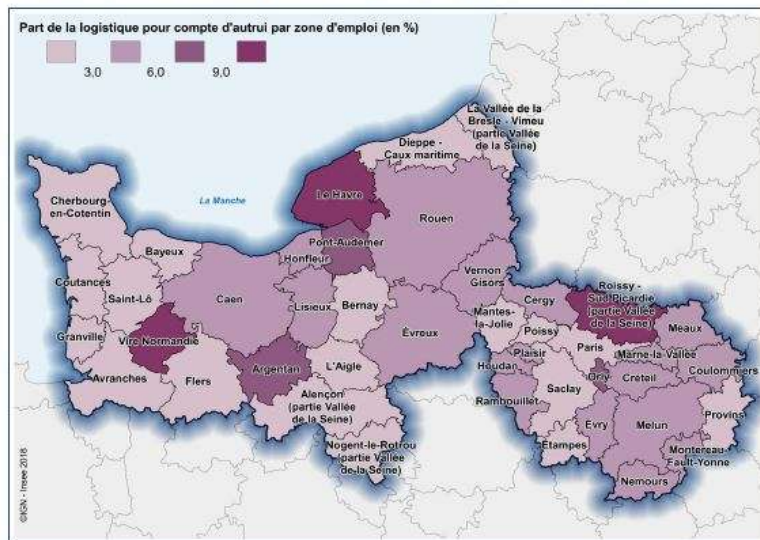 Part de la logistique pour compte d'autrui par zone d'emploi (en %)
3,0 6,0 9,0
La Vallée de la
Bresle - Vimeu
(partie Vallée
de la Seine)
Dieppe -
Caux maritime
Le Havre
Cherbourg-
en-Cotentin
La Manche
Rouen
Pont-Audemer
Honfleur
Bayeux
Coutances
Saint-Lô
Caen
Lisieux
Bernay
Vernon
Gisors
Évreux
Granville
Vire Normandie
Argentan
L'Aigle
Avranches
Flers
Alençon
(partie Vallée
de la Seine)
Nogent-le-Rotrou
(partie Vallée
de la Seine)
Mantes-
la-Jolie
Cergy
Roissy -
Sud Picardie
(partie Vallée
de la Seine)
Poissy
Paris
Meaux
Marne-la-Vallée
Plaisir
Houdan
Orly
Créteil
Coulommiers
Saclay
Rambouillet
Evry
Melun
Provins
Étampes
Montereau-
Fault-Yonne
Nemours
©IGN - Insee 2016